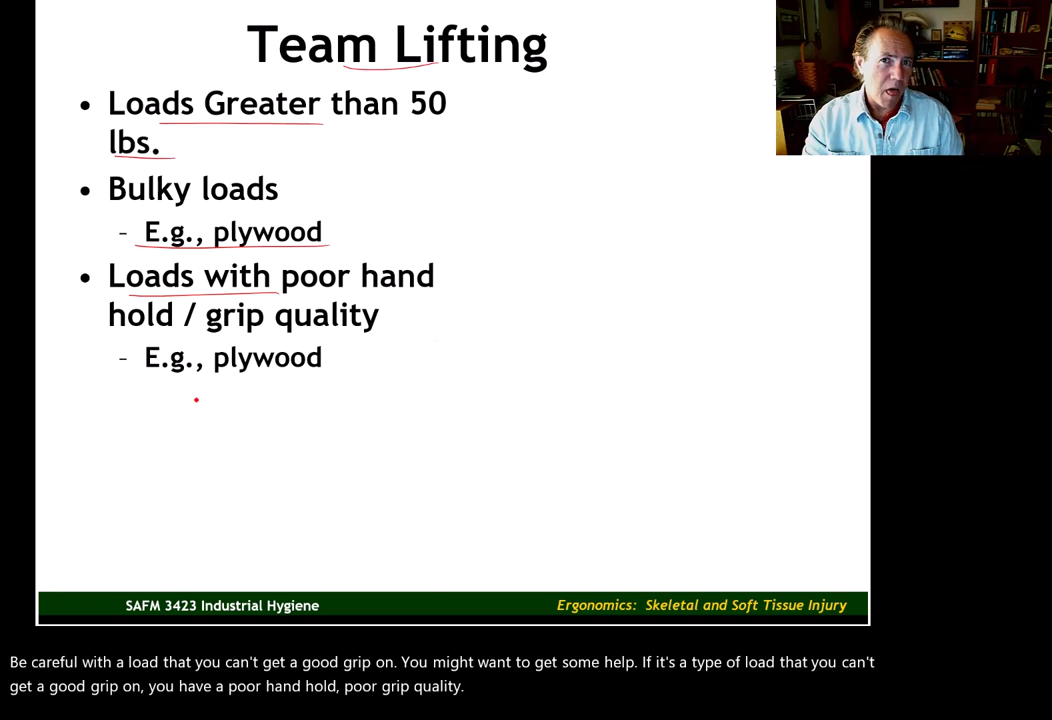 Team Lifting
• Loads Greater than 50
lbs.
• Bulky loads
– E.g., plywood
• Loads with poor hand
hold / grip quality
– E.g., plywood
SAFM 3423 Industrial Hygiene
Ergonomics: Skeletal and Soft Tissue Injury
Be careful with a load that you can't get a good grip on. You might want to get some help. If it's a type of load that you can't
get a good grip on, you have a poor hand hold, poor grip quality.